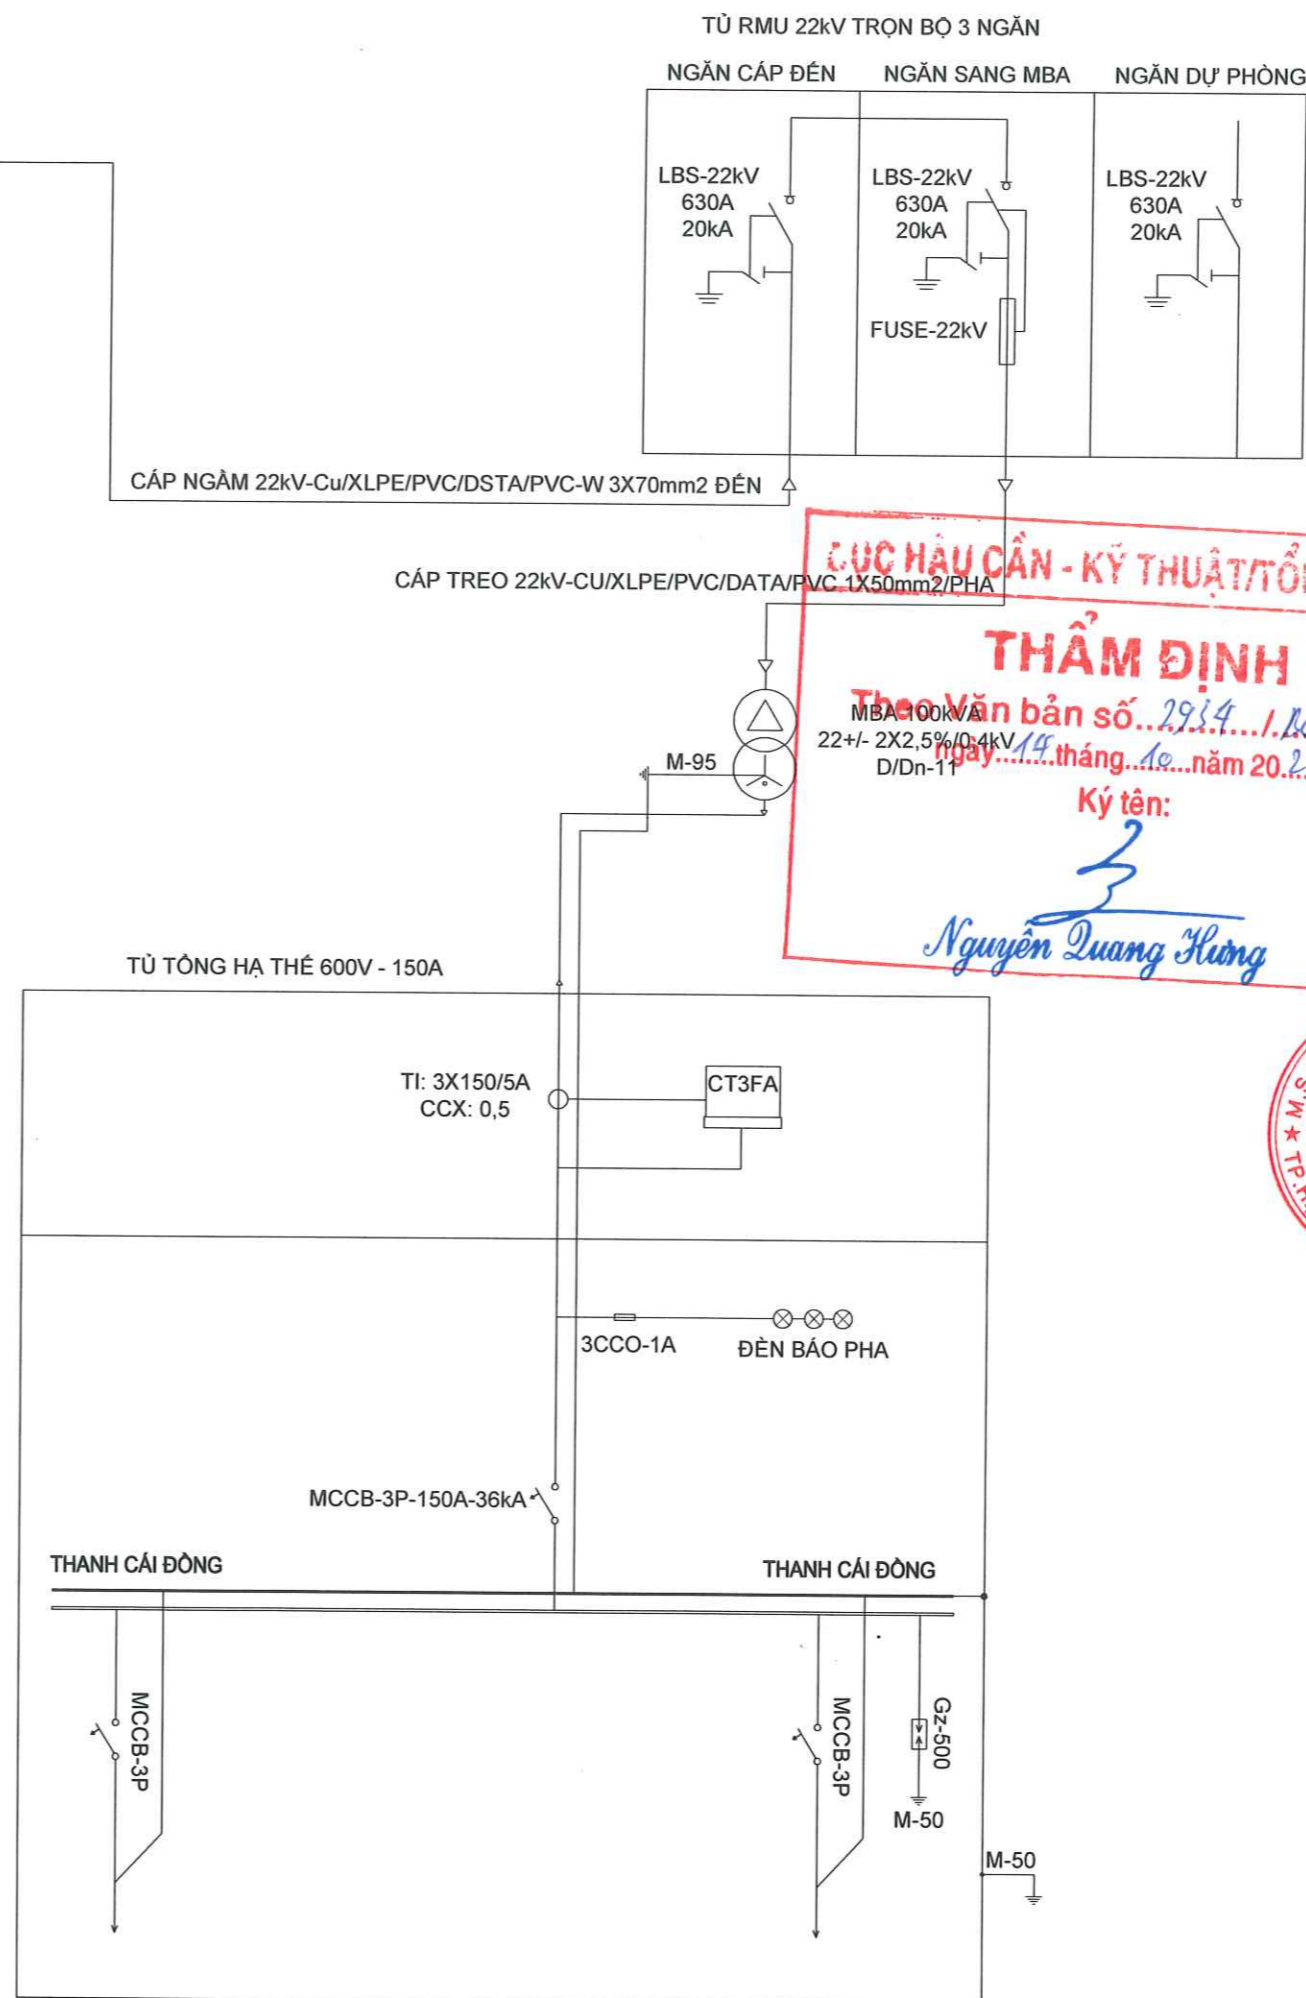 TỦ RMU 22kV TRỌN BỘ 3 NGĂN
NGĂN CÁP ĐẾN
NGĂN SANG MBA
NGĂN DỰ PHÒNG
LBS-22kV
630A
20kA
LBS-22kV
630A
20kA
LBS-22kV
630A
20kA
FUSE-22kV
CÁP NGẦM 22kV-Cu/XLPE/PVC/DSTA/PVC-W 3X70mm2 ĐẾN
CÁP TREO 22kV-CU/XLPE/PVC/DATA/PVC 1X50mm2/PHA
CỤC HẬU CẦN - KỸ THUẬT/
THẨM ĐỊNH
Theo Văn bản số
ngày 14 tháng 10 năm 20
Ký tên:
Nguyễn Quang Hưng
MBA 100kVA
22+/- 2X2,5%/0,4kV
D/Dn-11
M-95
TỦ TỔNG HẠ THẾ 600V - 150A
TI: 3X150/5A
CCX: 0,5
CT3FA
3CCO-1A
ĐÈN BÁO PHA
MCCB-3P-150A-36kA
THANH CÁI ĐỒNG
THANH CÁI ĐỒNG
MCCB-3P
MCCB-3P
Gz-500
M-50
M-50